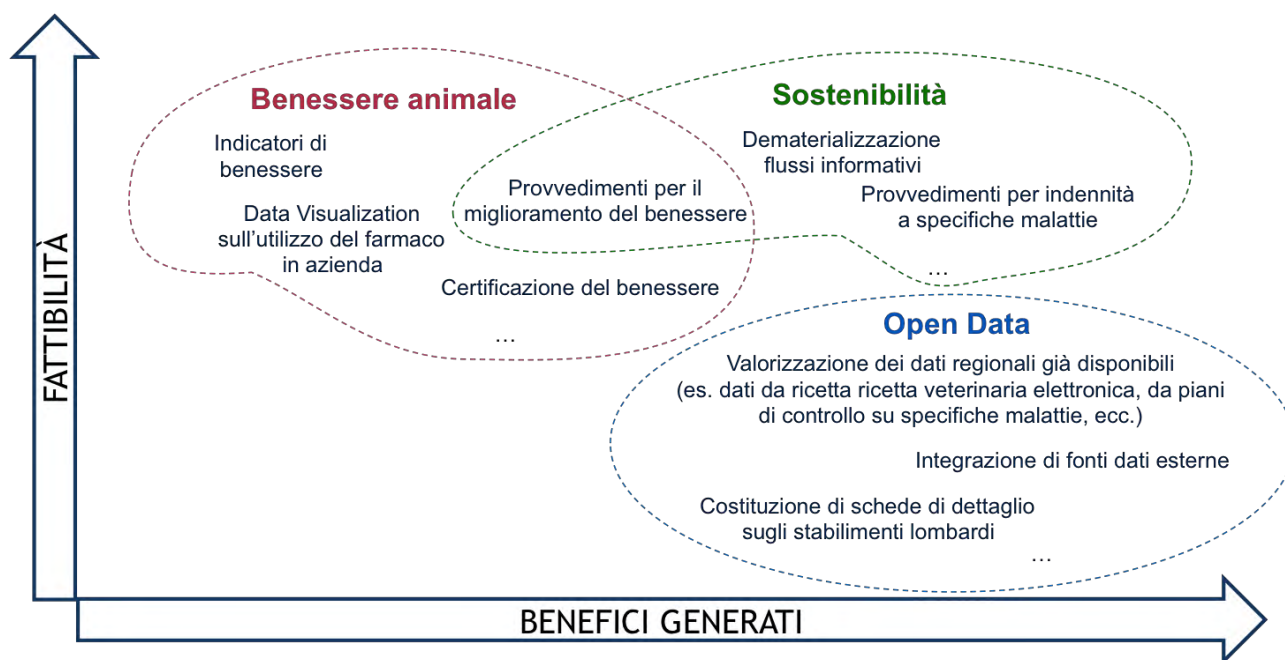 FATTIBILITÀ
Benessere animale
Indicatori di
benessere
Data Visualization
sull'utilizzo del farmaco
in azienda
Provvedimenti per il
miglioramento del benessere
Certificazione del benessere
...
Sostenibilità
Dematerializzazione
flussi informativi
Provvedimenti per indennità
a specifiche malattie
...
Open Data
Valorizzazione dei dati regionali già disponibili
(es. dati da ricetta ricetta veterinaria elettronica, da piani
di controllo su specifiche malattie, ecc.)
Integrazione di fonti dati esterne
Costituzione di schede di dettaglio
sugli stabilimenti lombardi
...
BENEFICI GENERATI